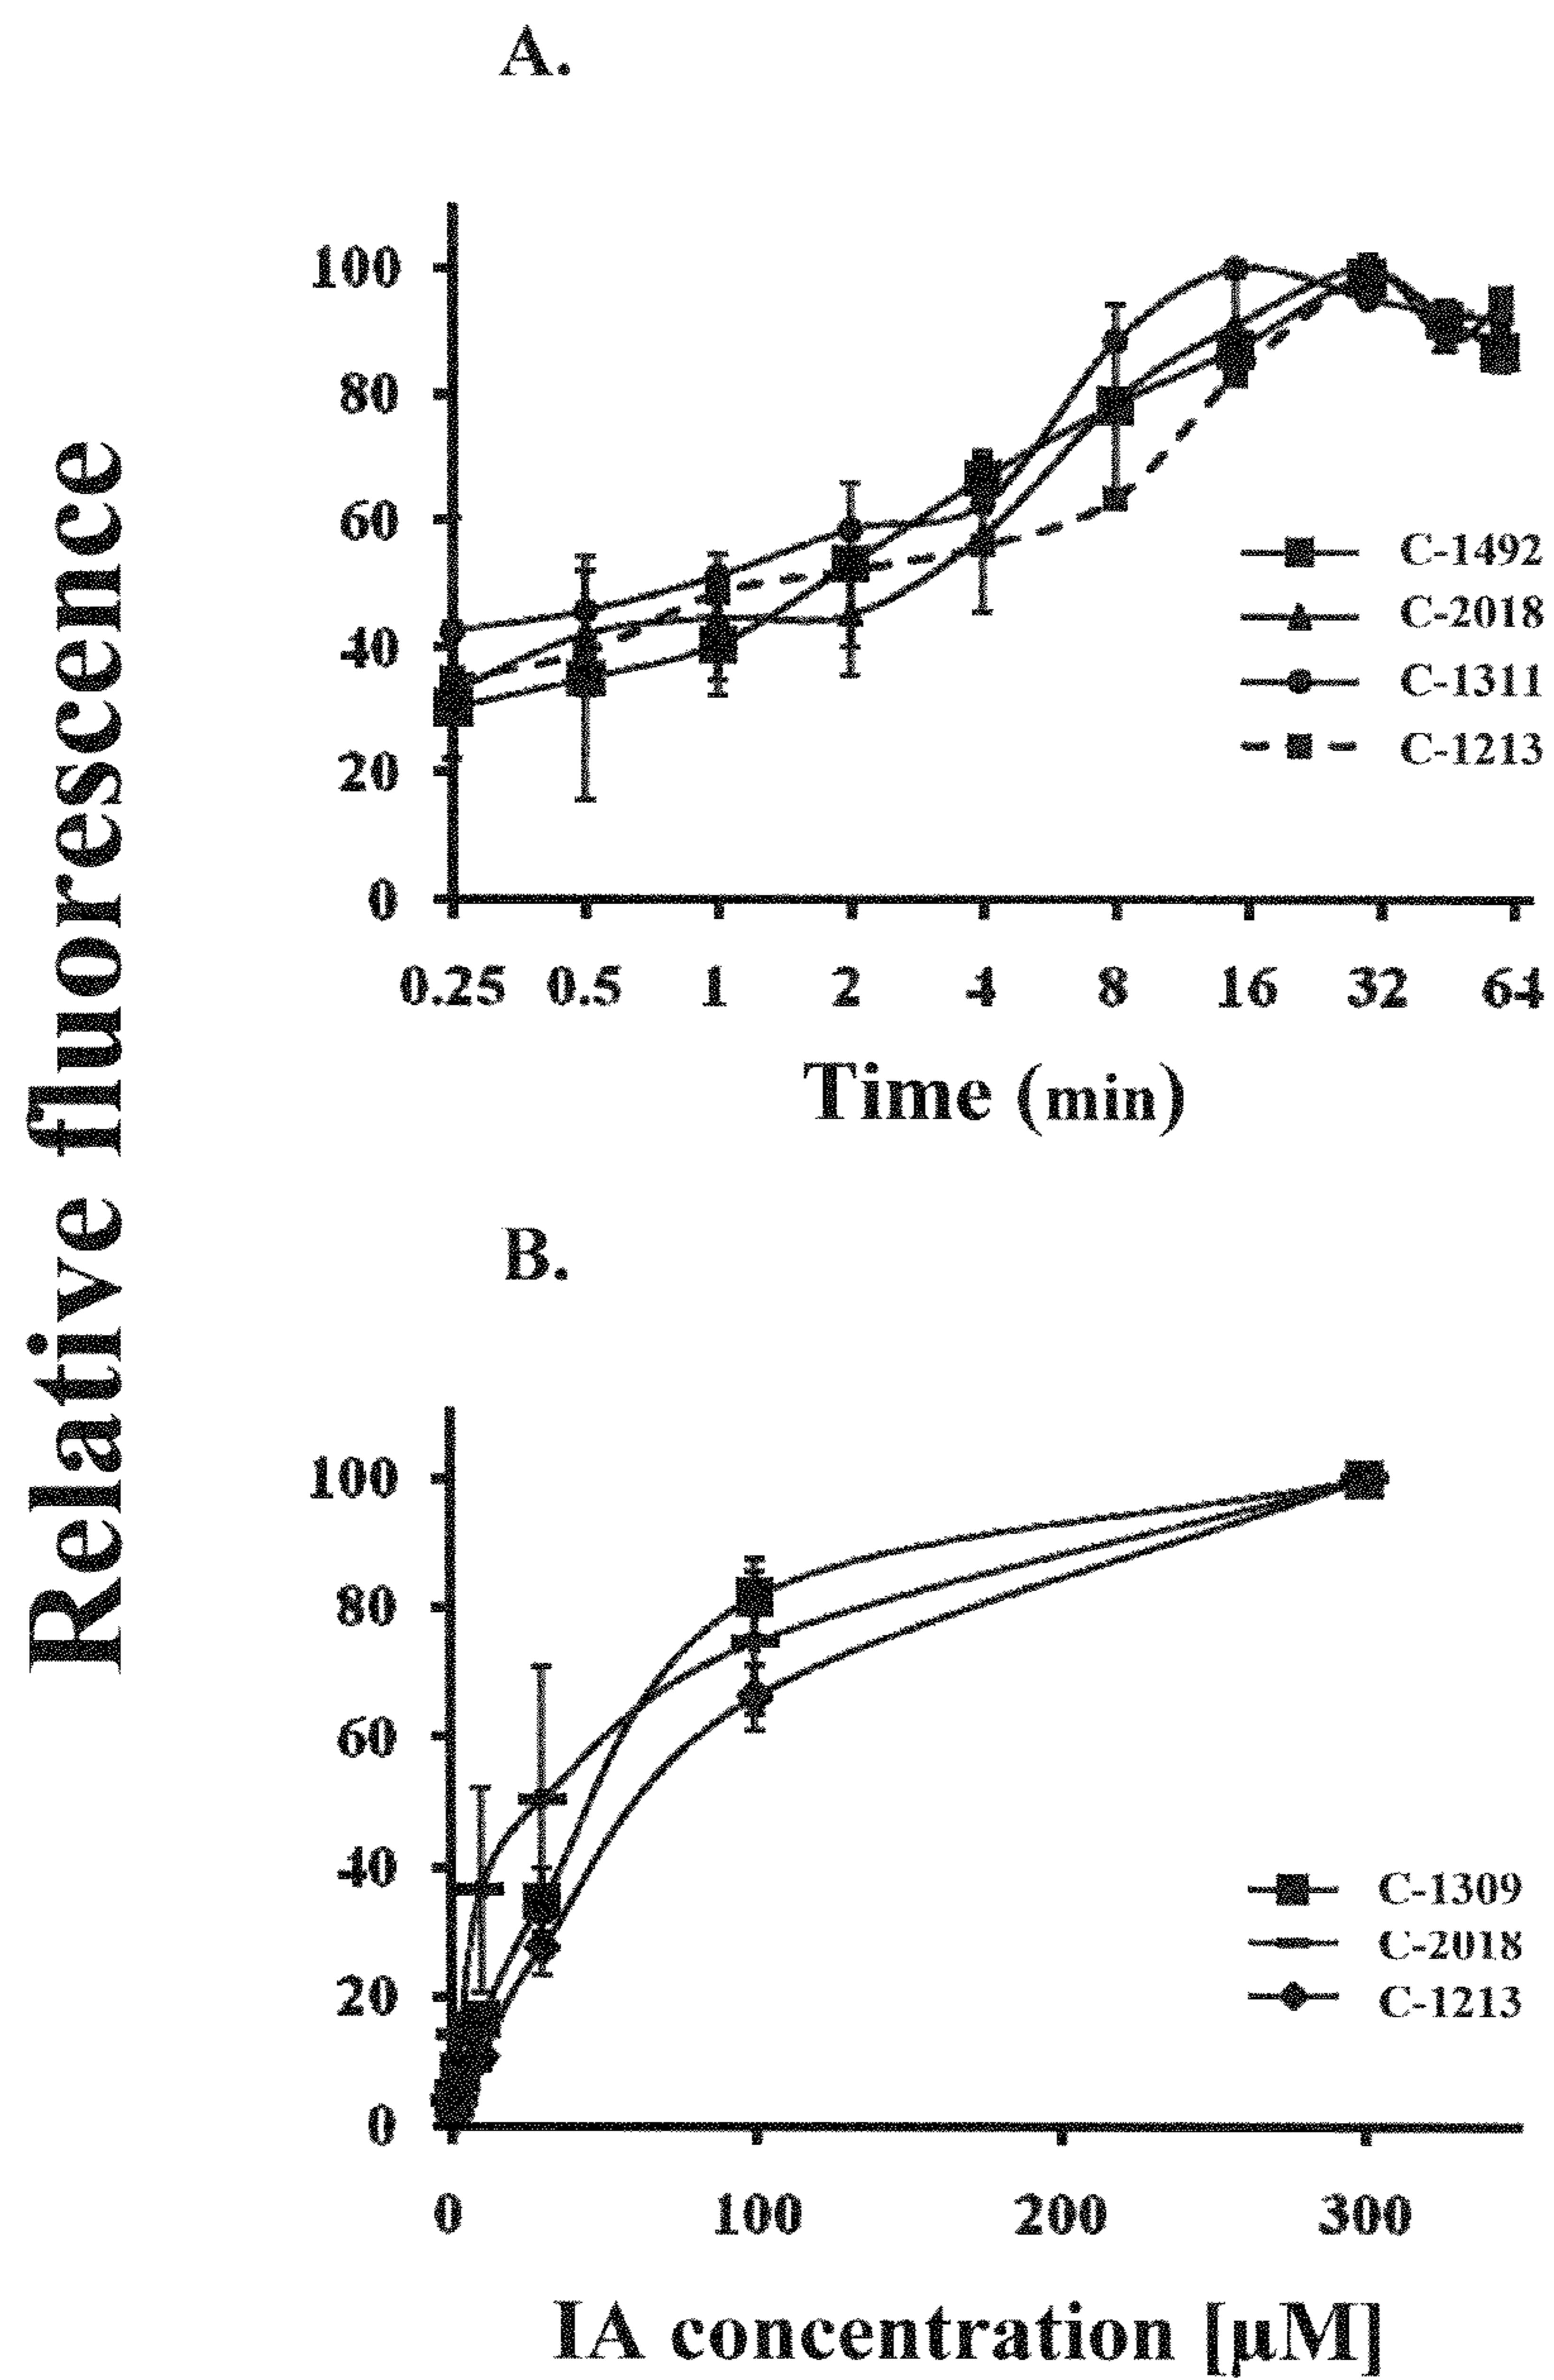 A.
Relative fluorescence
100
80
60
40
20
0
C-1492
C-2018
C-1311
C-1213
0.25 0.5 1 2 4 8 16 32 64
Time (min)
B.
100
80
60
40
20
0
C-1309
C-2018
C-1213
0 100 200 300
IA concentration [µM]